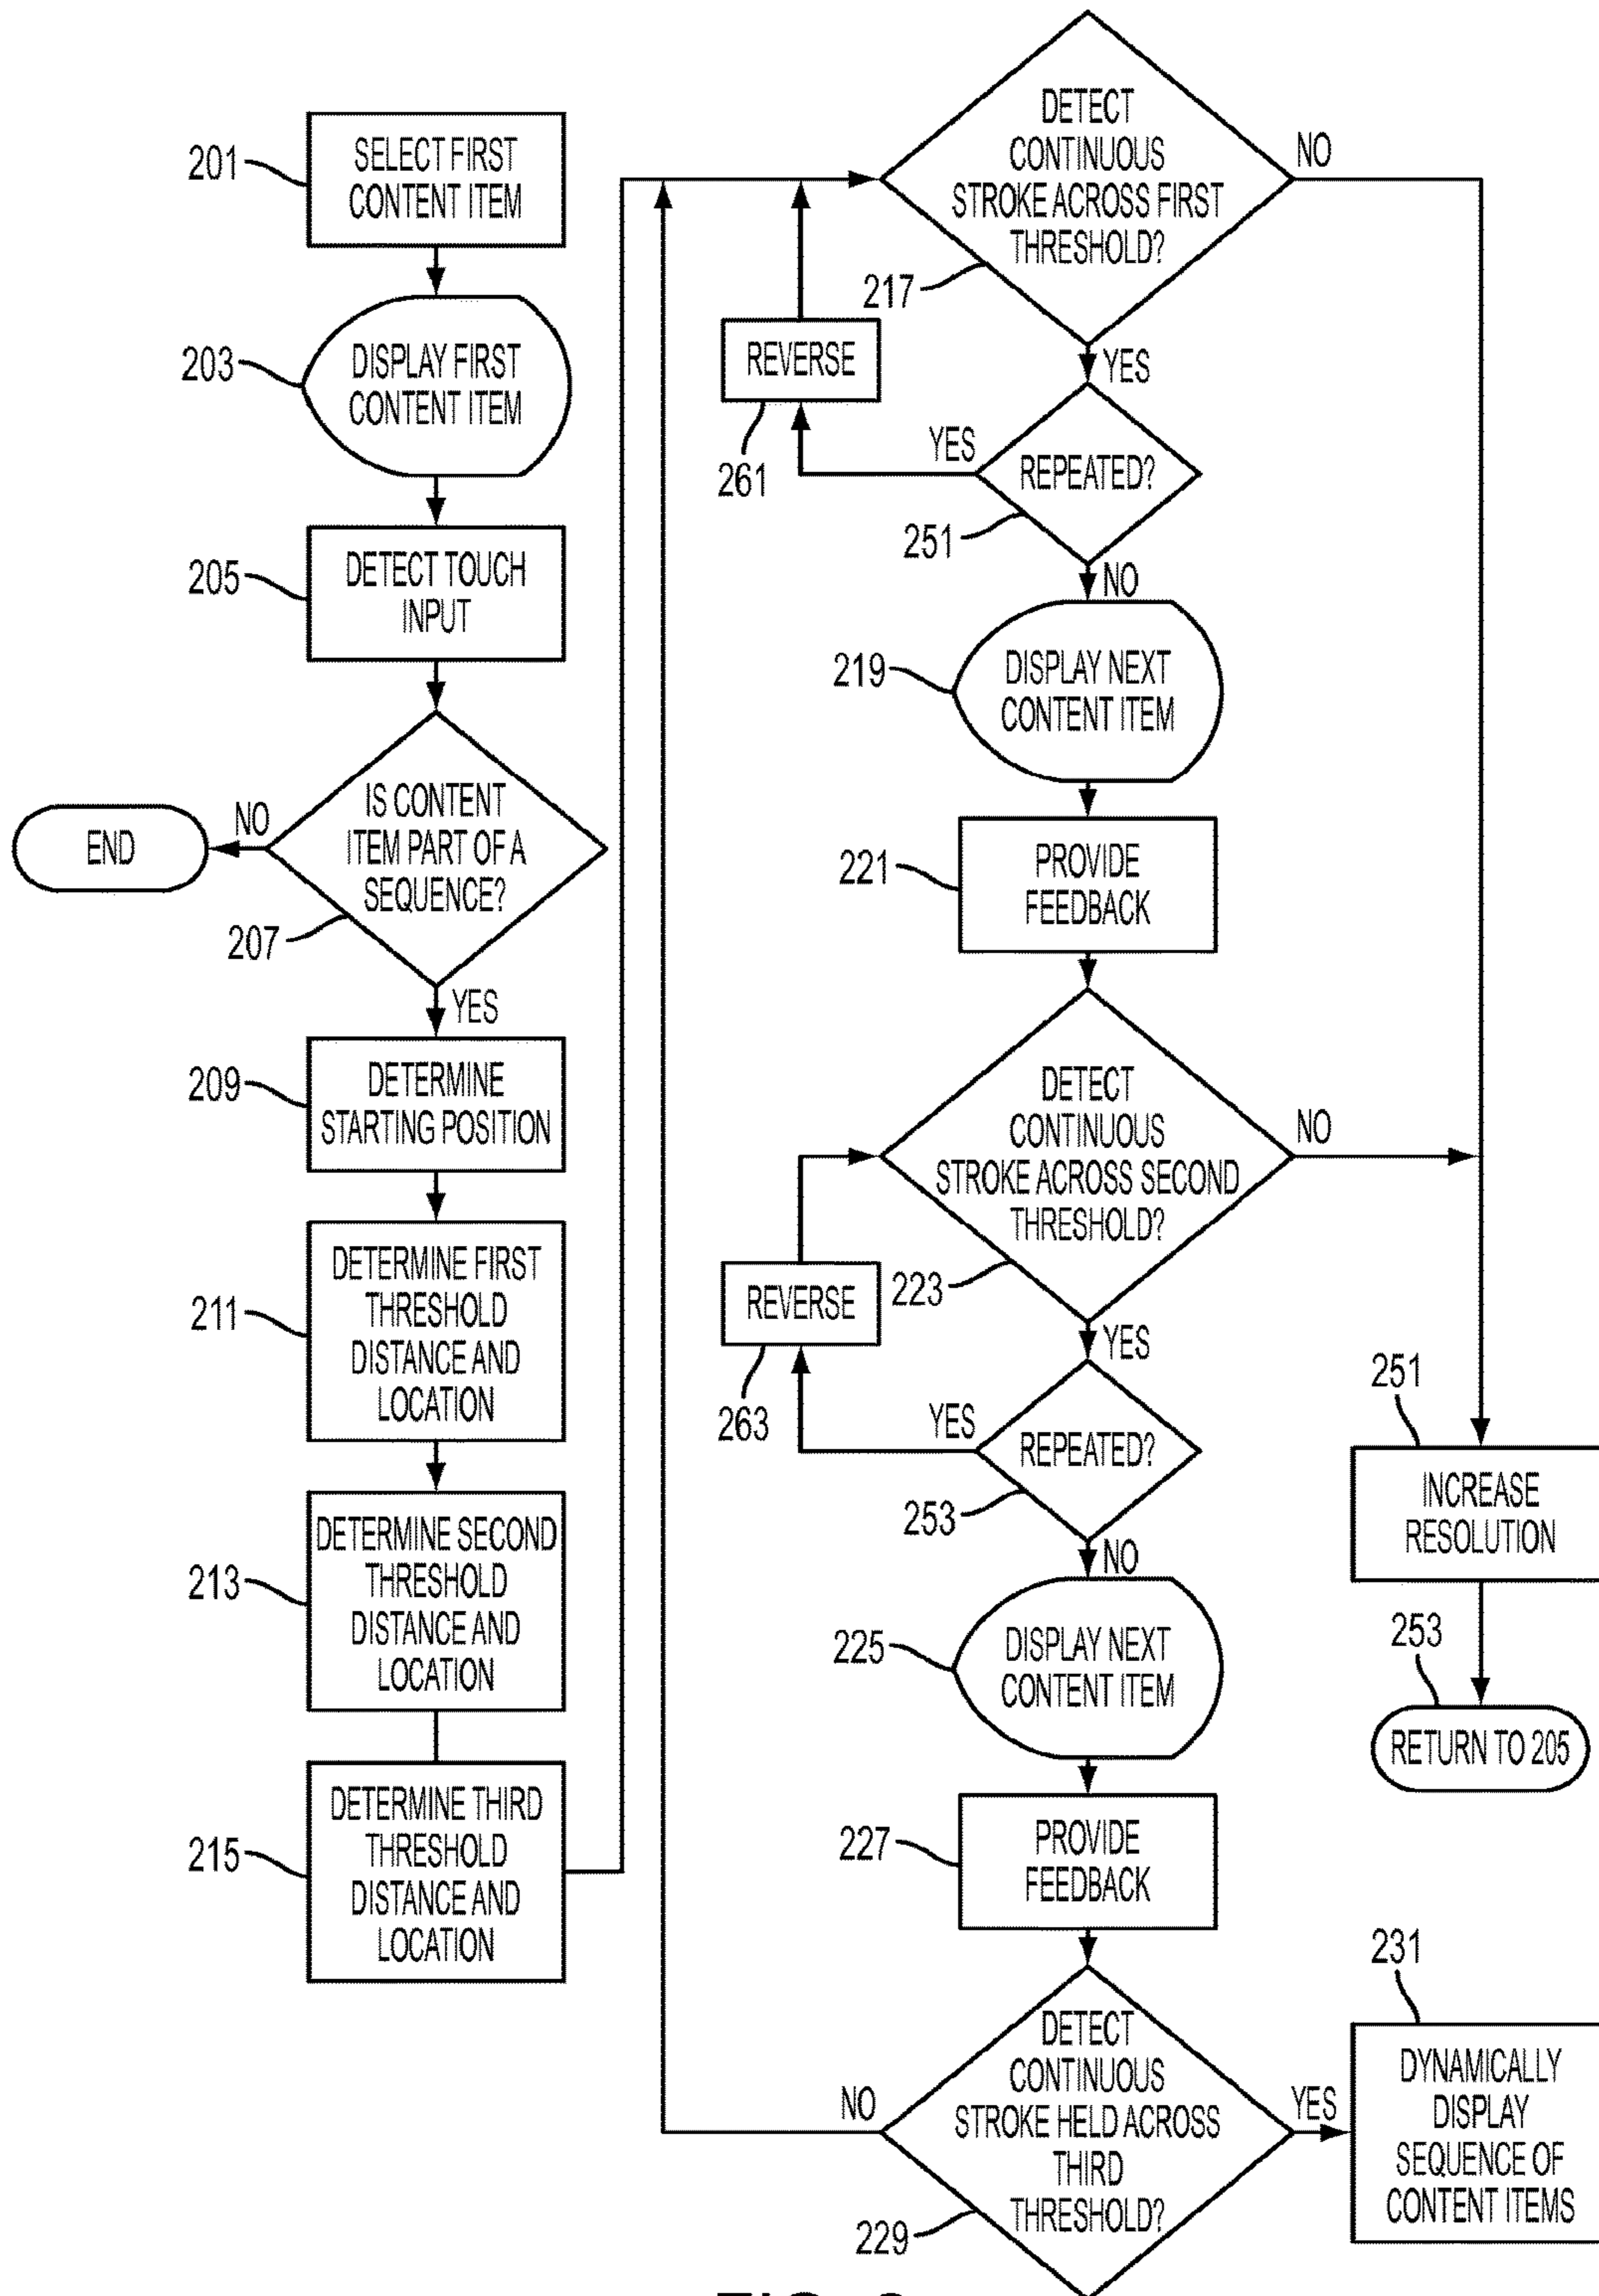 201
SELECT FIRST
CONTENT ITEM
203
DISPLAY FIRST
CONTENT ITEM
205
DETECT TOUCH
INPUT
IS CONTENT
ITEM PART OF A
SEQUENCE?
207
NO
END
YES
209
DETERMINE
STARTING POSITION
211
DETERMINE FIRST
THRESHOLD
DISTANCE AND
LOCATION
213
DETERMINE SECOND
THRESHOLD
DISTANCE AND
LOCATION
215
DETERMINE THIRD
THRESHOLD
DISTANCE AND
LOCATION
DETECT
CONTINUOUS
STROKE ACROSS FIRST
THRESHOLD?
217
NO
YES
REVERSE
261
YES
REPEATED?
251
NO
219
DISPLAY NEXT
CONTENT ITEM
221
PROVIDE
FEEDBACK
DETECT
CONTINUOUS
STROKE ACROSS SECOND
THRESHOLD?
223
NO
YES
REVERSE
263
YES
REPEATED?
253
NO
225
DISPLAY NEXT
CONTENT ITEM
227
PROVIDE
FEEDBACK
DETECT
CONTINUOUS
STROKE HELD ACROSS
THIRD
THRESHOLD?
229
NO
YES
251
INCREASE
RESOLUTION
253
RETURN TO 205
231
DYNAMICALLY
DISPLAY
SEQUENCE OF
CONTENT ITEMS